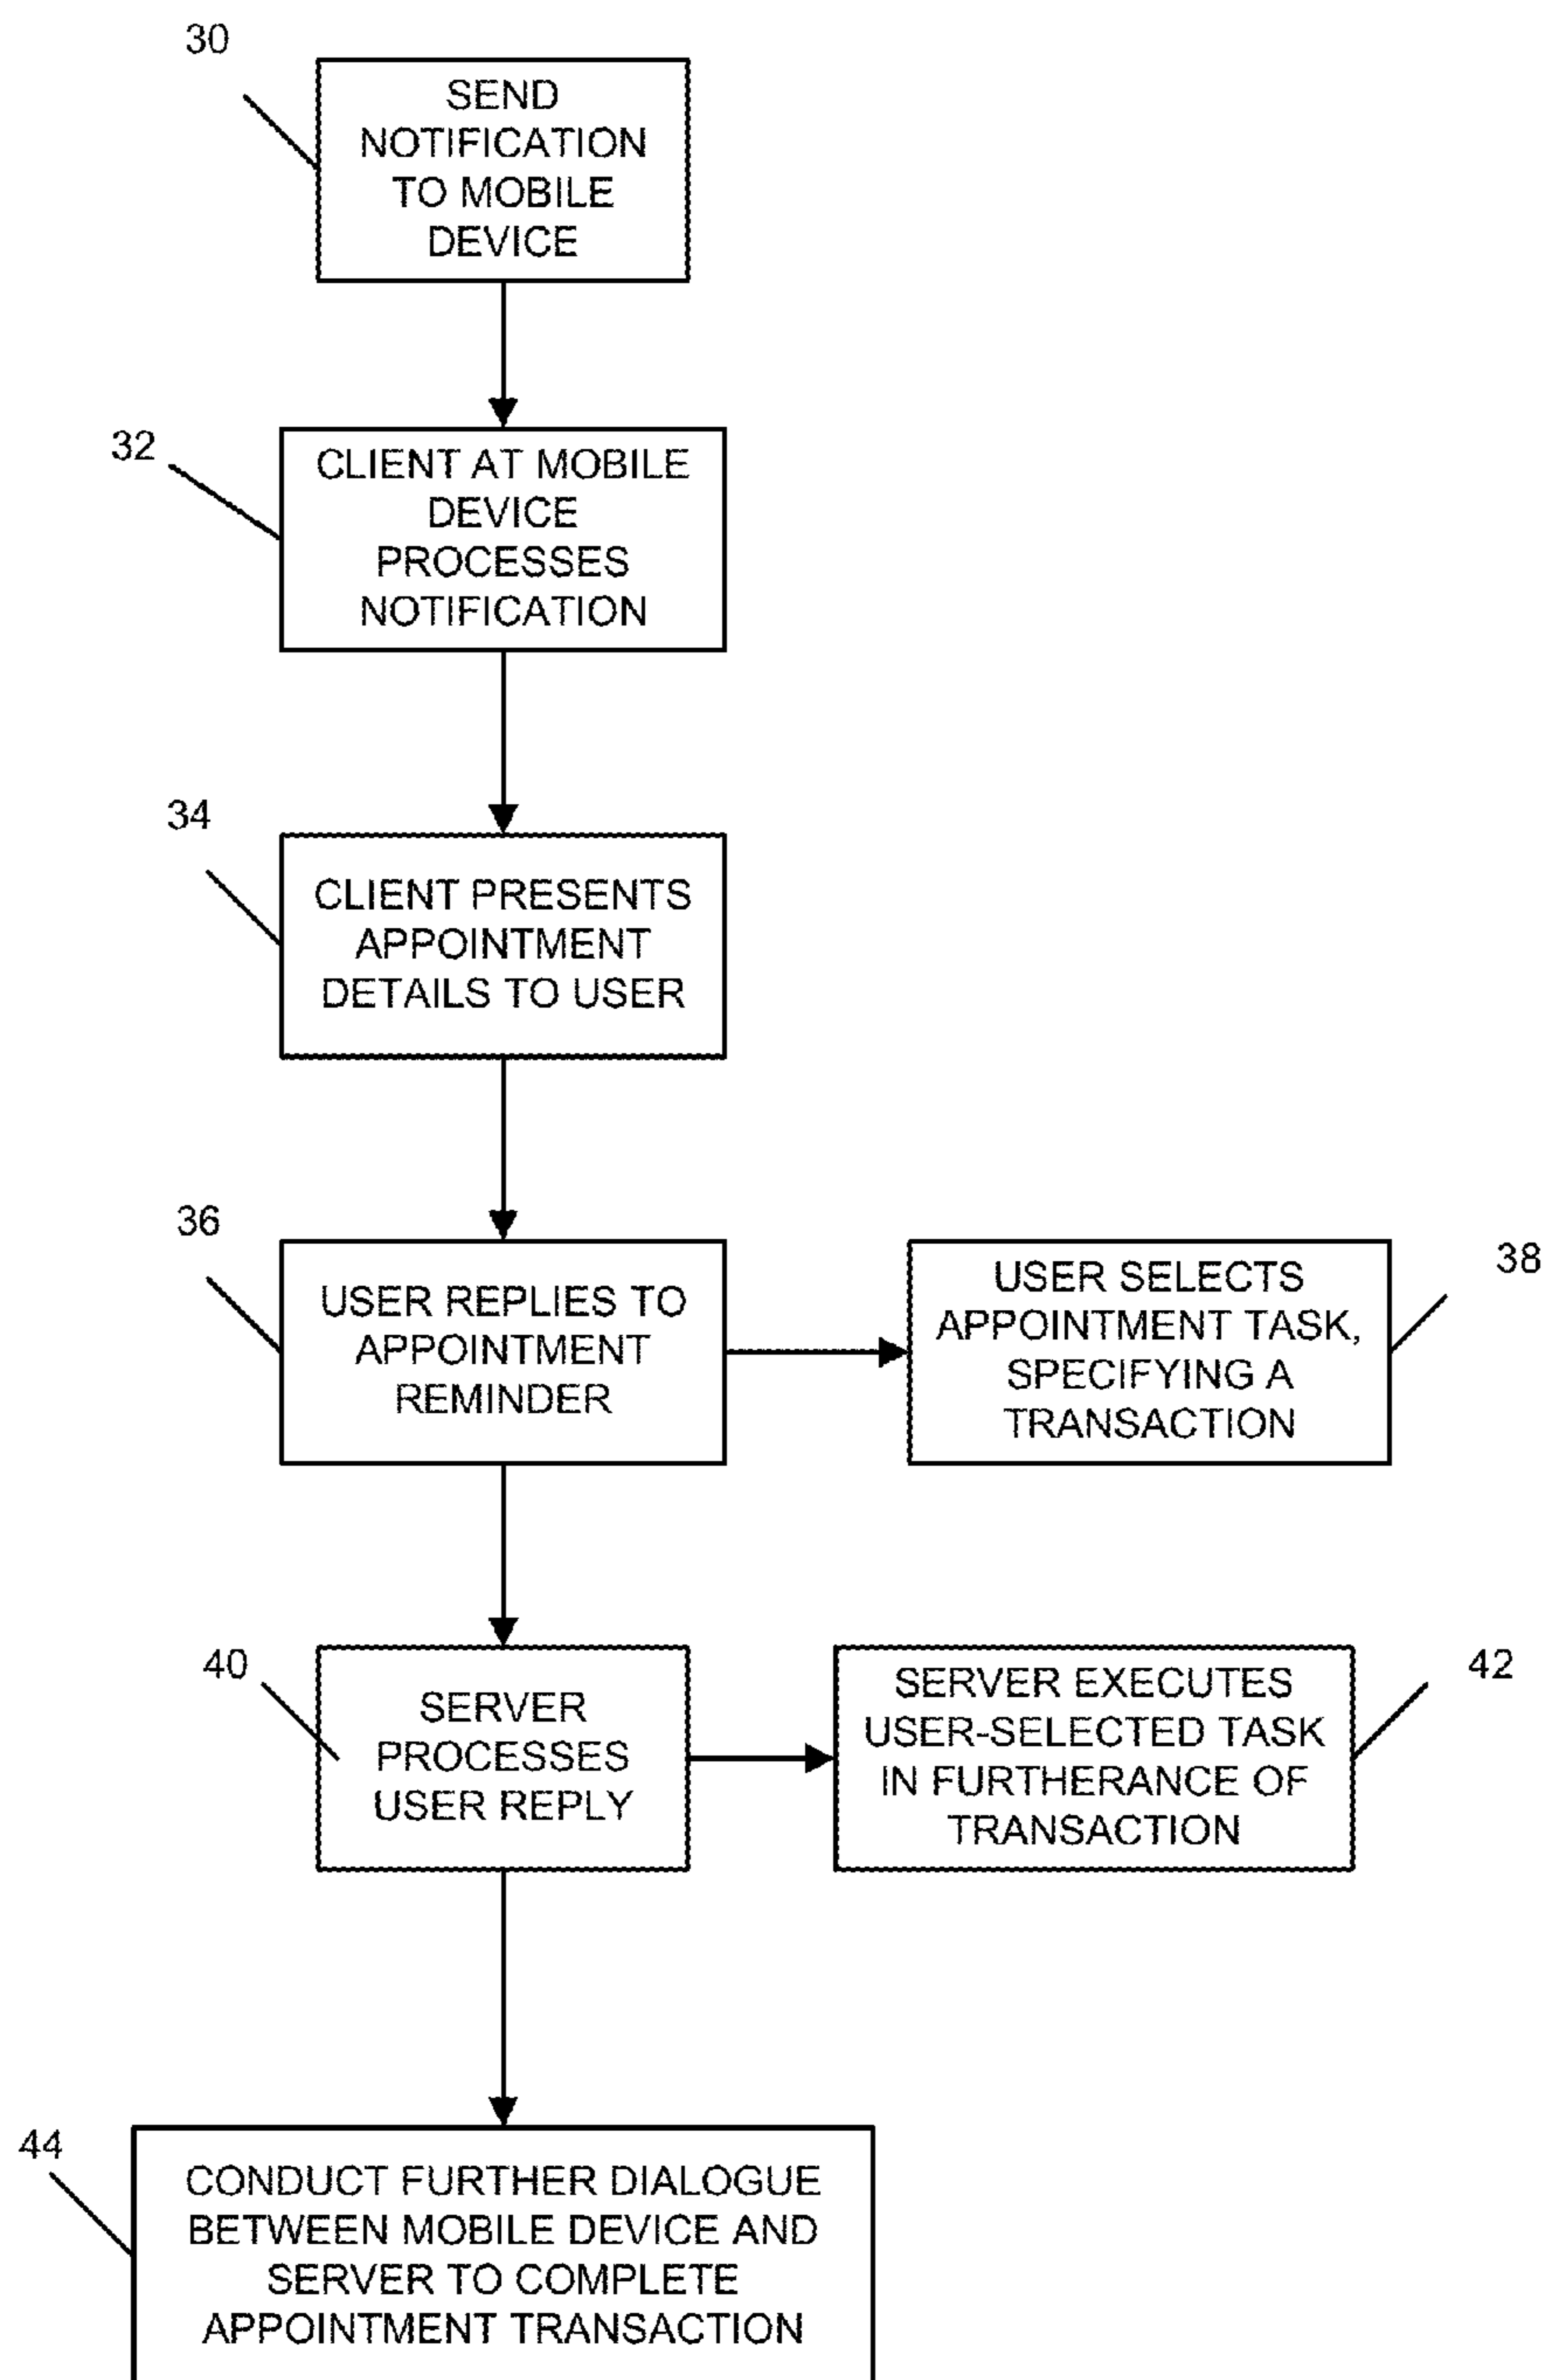 30
SEND
NOTIFICATION
TO MOBILE
DEVICE
32
CLIENT AT MOBILE
DEVICE
PROCESSES
NOTIFICATION
34
CLIENT PRESENTS
APPOINTMENT
DETAILS TO USER
36
USER REPLIES TO
APPOINTMENT
REMINDER
38
USER SELECTS
APPOINTMENT TASK,
SPECIFYING A
TRANSACTION
40
SERVER
PROCESSES
USER REPLY
42
SERVER EXECUTES
USER-SELECTED TASK
IN FURTHERANCE OF
TRANSACTION
44
CONDUCT FURTHER DIALOGUE
BETWEEN MOBILE DEVICE AND
SERVER TO COMPLETE
APPOINTMENT TRANSACTION